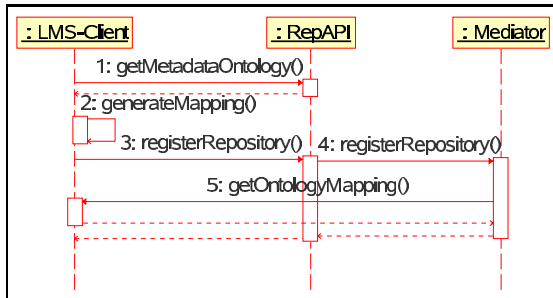 : LMS-Client
: RepAPI
: Mediator
1: getMetadataOntology()
2: generateMapping()
3: registerRepository()
4: registerRepository()
5: getOntologyMapping()